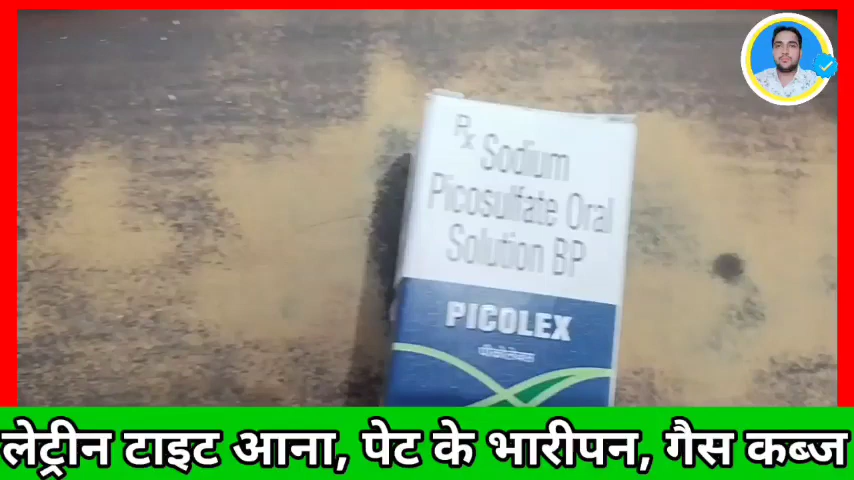 Rx Sodium
Picosulfate Oral
Solution BP
PICOLEX
पीकोलेक्स
लेट्रीन टाइट आना, पेट के भारीपन, गैस कब्ज